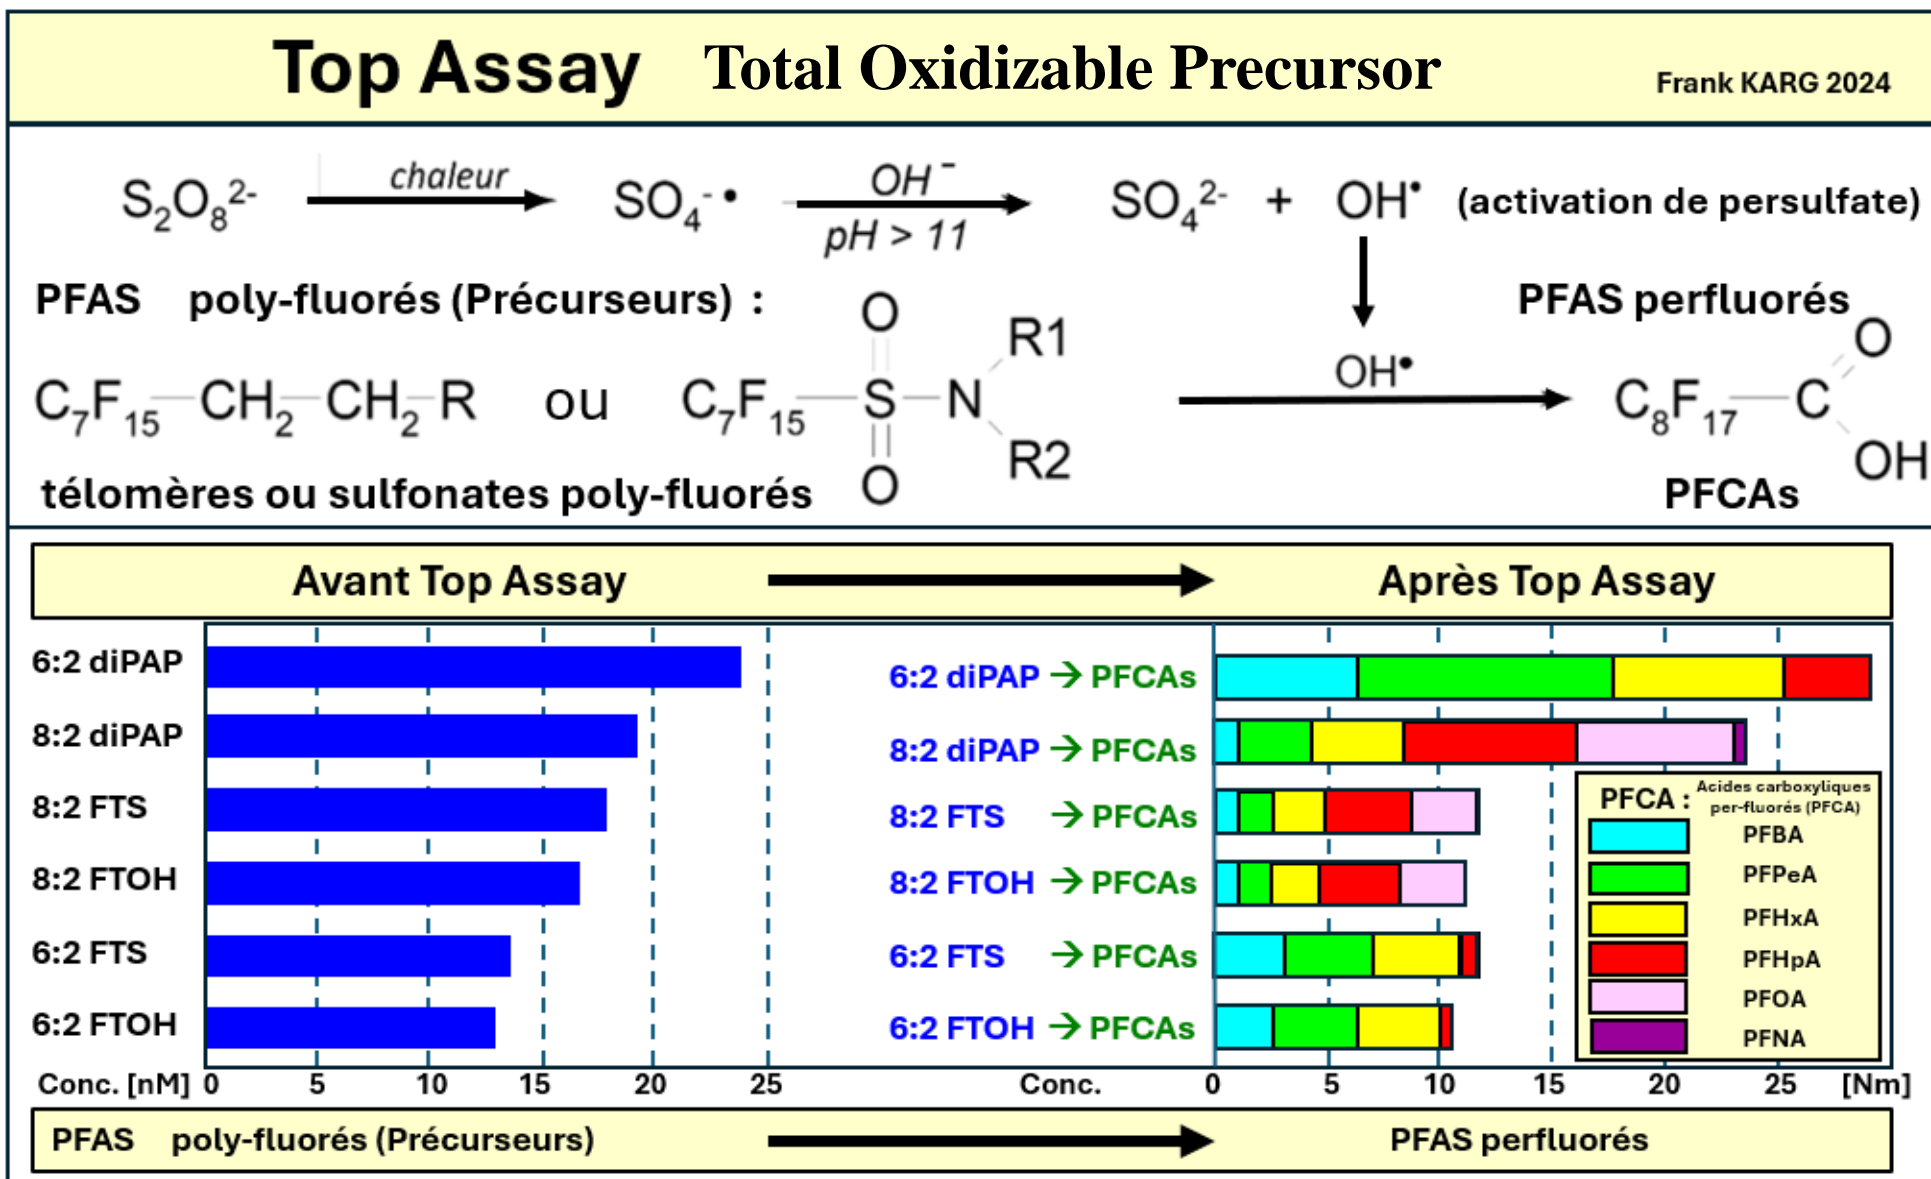 Top Assay Total Oxidizable Precursor Frank KARG 2024
S₂O₈²⁻ chaleur SO₄⁻• OH⁻ pH > 11 SO₄²⁻ + OH• (activation de persulfate)
PFAS poly-fluorés (Précurseurs) : PFAS perfluorés
C₇F₁₅—CH₂—CH₂—R ou C₇F₁₅—S—N O O R1 R2 OH• C₈F₁₇—C O OH
télomères ou sulfonates poly-fluorés PFCAs
Avant Top Assay Après Top Assay
6:2 diPAP
8:2 diPAP
8:2 FTS
8:2 FTOH
6:2 FTS
6:2 FTOH
Conc. [nM] 0 5 10 15 20 25
6:2 diPAP → PFCAs
8:2 diPAP → PFCAs
8:2 FTS → PFCAs
8:2 FTOH → PFCAs
6:2 FTS → PFCAs
6:2 FTOH → PFCAs
Conc. 0 5 10 15 20 25 [Nm]
PFCA : Acides carboxyliques
per-fluorés (PFCA)
PFBA
PFPeA
PFHxA
PFHpA
PFOA
PFNA
PFAS poly-fluorés (Précurseurs) PFAS perfluorés